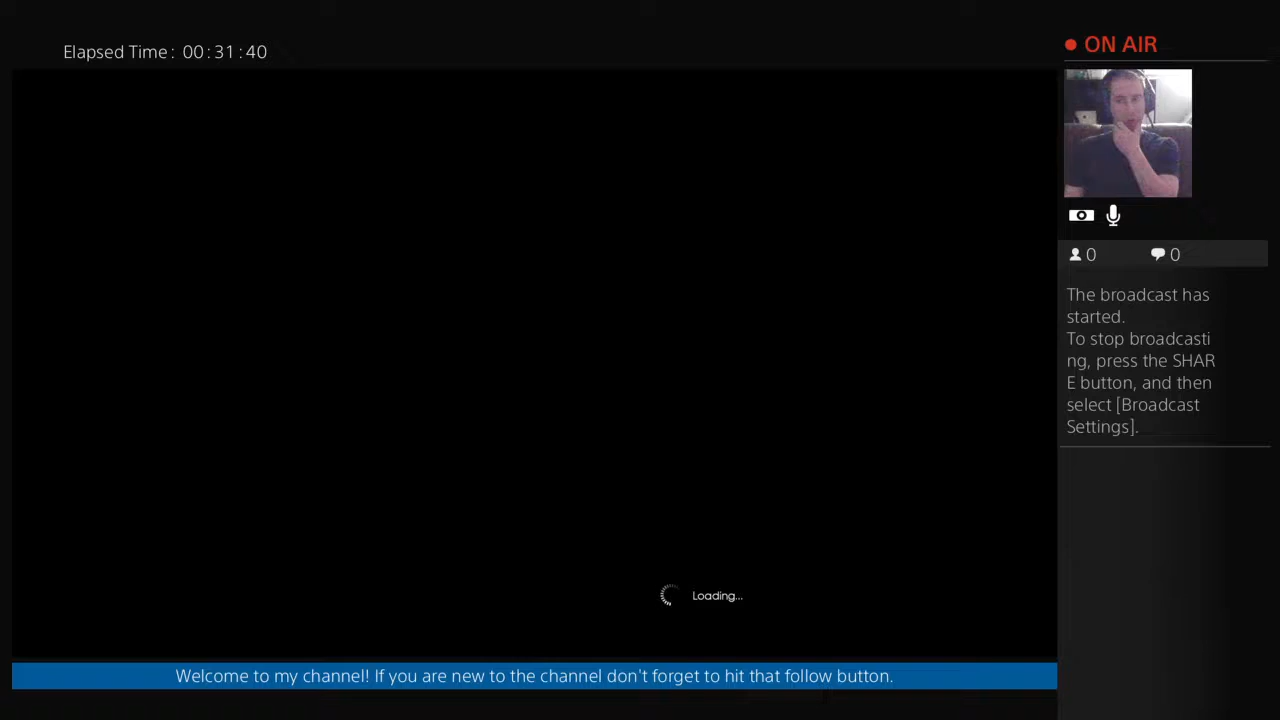 Elapsed Time: 00:31:40
ON AIR
0 0
The broadcast has
started.
To stop broadcasti
ng, press the SHAR
E button, and then
select [Broadcast
Settings].
Loading...
Welcome to my channel! If you are new to the channel don't forget to hit that follow button.